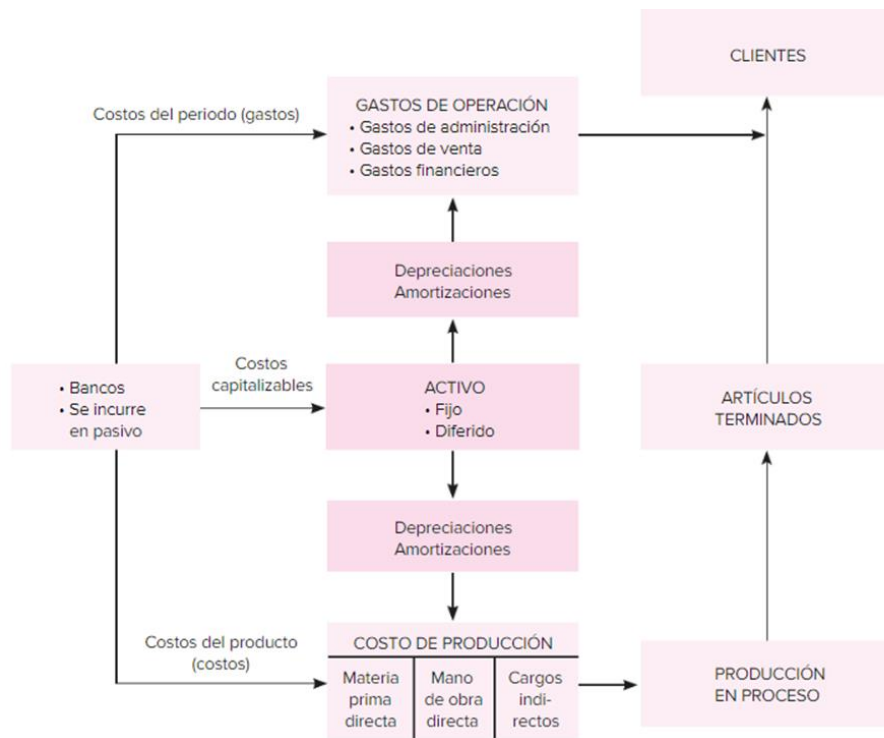 CLIENTES
Costos del periodo (gastos)
GASTOS DE OPERACIÓN
• Gastos de administración
• Gastos de venta
• Gastos financieros
Depreciaciones
Amortizaciones
• Bancos
• Se incurre
en pasivo
Costos
capitalizables
ACTIVO
• Fijo
• Diferido
ARTÍCULOS
TERMINADOS
Depreciaciones
Amortizaciones
Costos del producto
(costos)
COSTO DE PRODUCCIÓN
Materia
prima
directa
Mano
de obra
directa
Cargos
indi-
rectos
PRODUCCIÓN
EN PROCESO